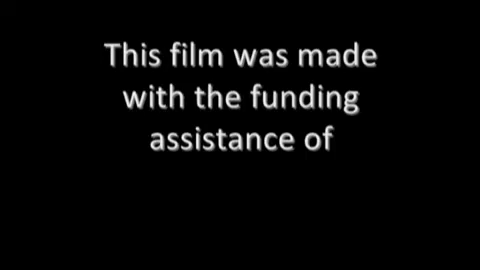 This film was made
with the funding
assistance of